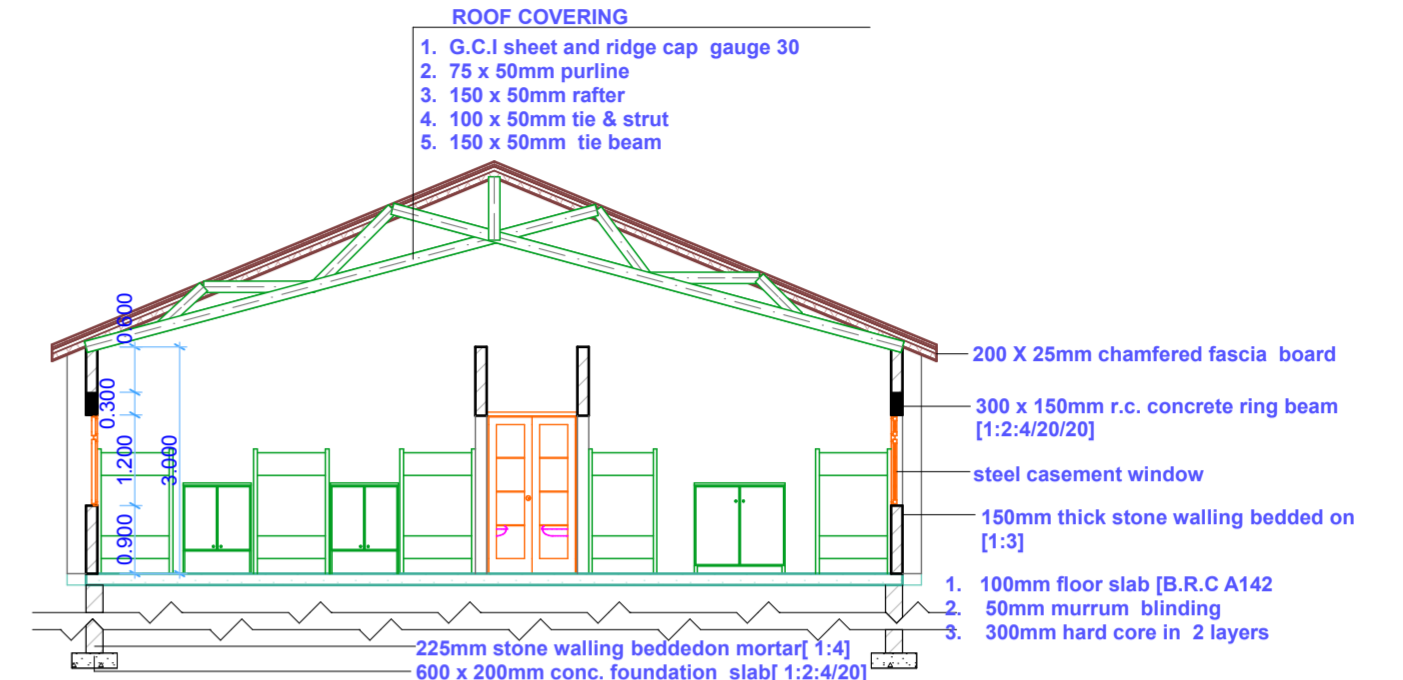 ROOF COVERING
1. G.C.I sheet and ridge cap gauge 30
2. 75 x 50mm purline
3. 150 x 50mm rafter
4. 100 x 50mm tie & strut
5. 150 x 50mm tie beam
0.600
0.300
1.200
3.000
0.900
200 X 25mm chamfered fascia board
300 x 150mm r.c. concrete ring beam
[1:2:4/20/20]
steel casement window
150mm thick stone walling bedded on
[1:3]
1. 100mm floor slab [B.R.C A142
2. 50mm murrum blinding
3. 300mm hard core in 2 layers
225mm stone walling beddedon mortar[ 1:4]
600 x 200mm conc. foundation slab[ 1:2:4/20]